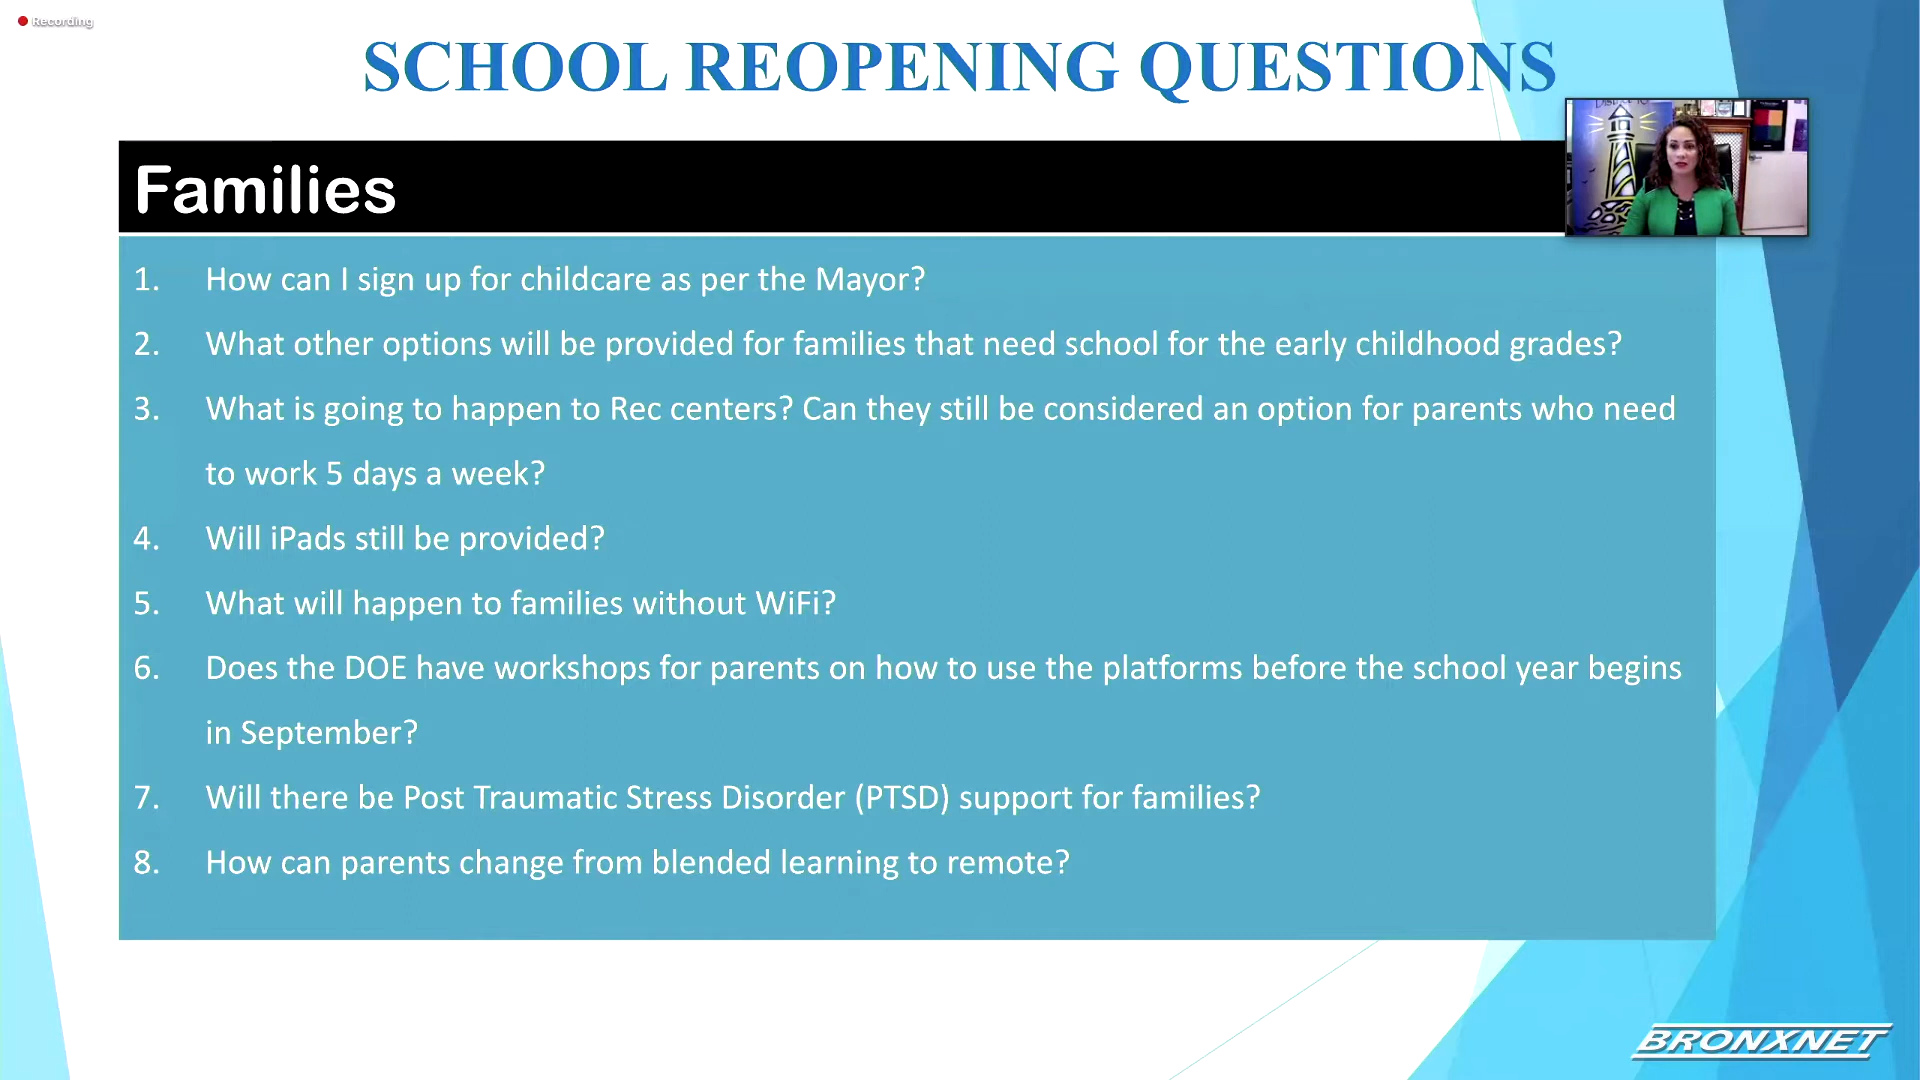 Recording
SCHOOL REOPENING QUESTIONS
Families
1. How can I sign up for childcare as per the Mayor?
2. What other options will be provided for families that need school for the early childhood grades?
3. What is going to happen to Rec centers? Can they still be considered an option for parents who need
to work 5 days a week?
4. Will iPads still be provided?
5. What will happen to families without WiFi?
6. Does the DOE have workshops for parents on how to use the platforms before the school year begins
in September?
7. Will there be Post Traumatic Stress Disorder (PTSD) support for families?
8. How can parents change from blended learning to remote?
BRONXNET